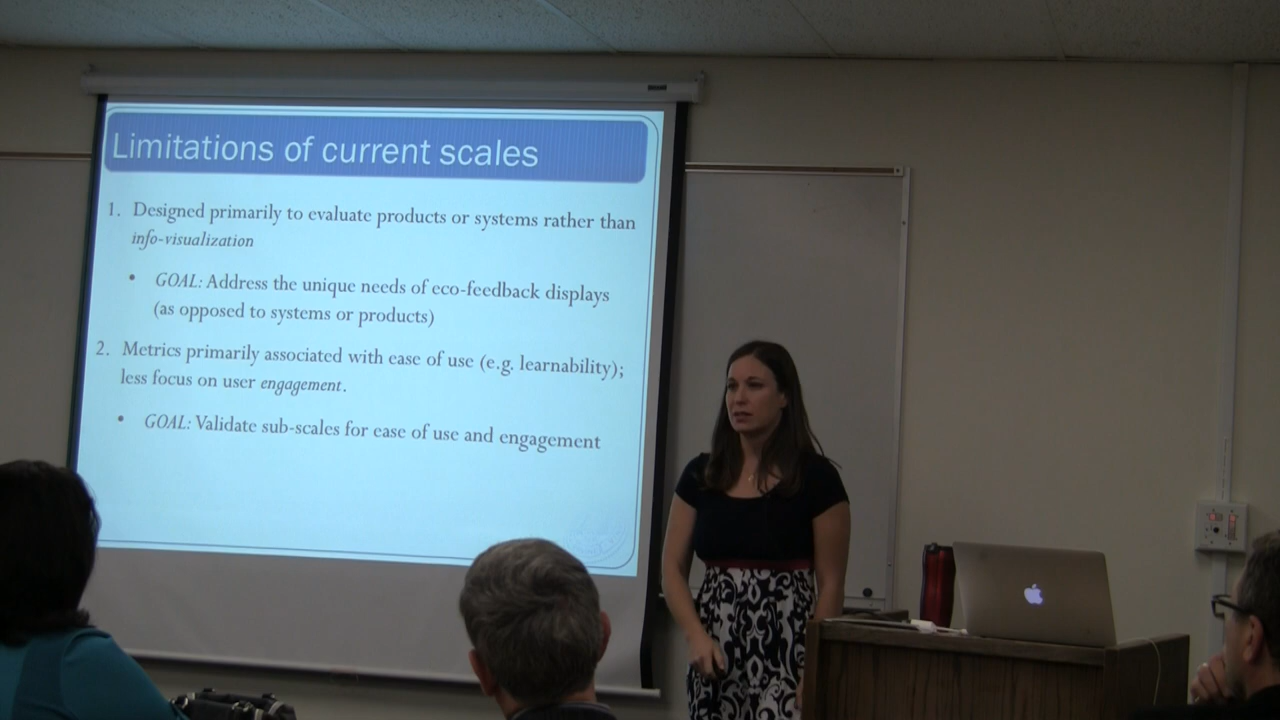 Limitations of current scales
1. Designed primarily to evaluate products or systems rather than
info-visualization
• GOAL: Address the unique needs of eco-feedback displays
(as opposed to systems or products)
2. Metrics primarily associated with ease of use (e.g. learnability);
less focus on user engagement.
• GOAL: Validate sub-scales for ease of use and engagement